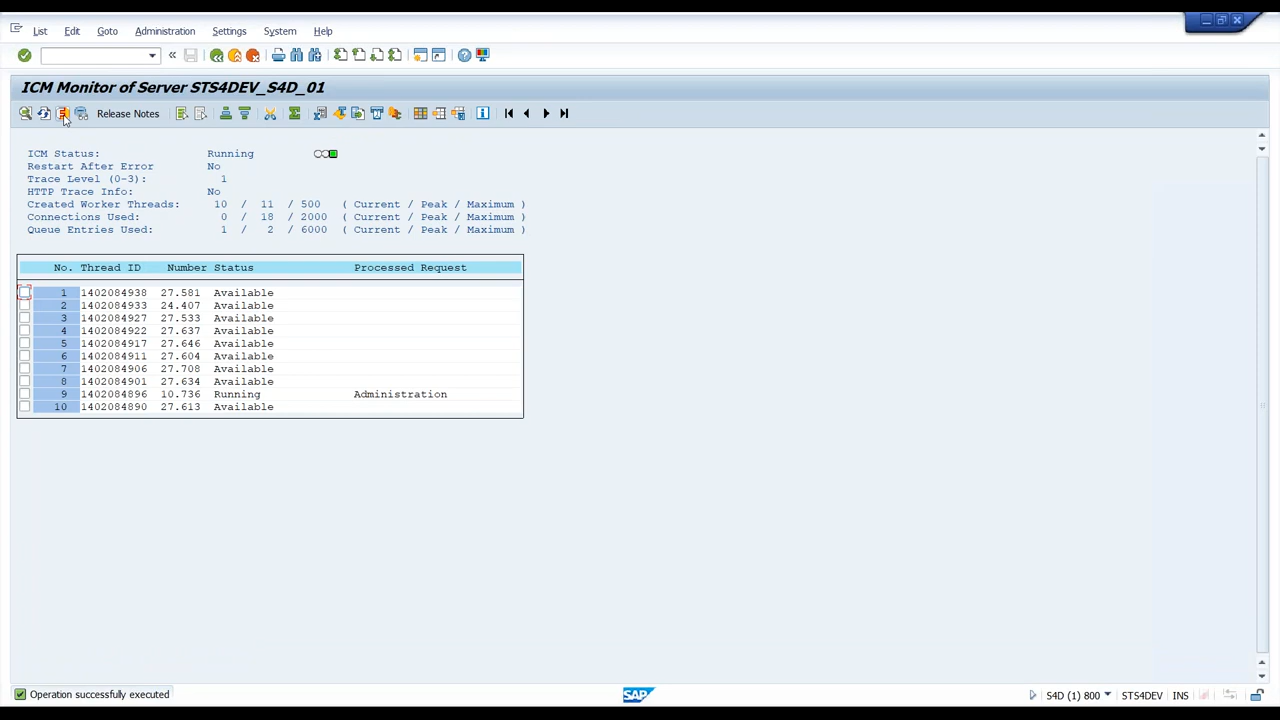 List Edit Goto Administration Settings System Help
ICM Monitor of Server STS4DEV_S4D_01
Release Notes
ICM Status: Running
Restart After Error No
Trace Level (0-3): 1
HTTP Trace Info: No
Created Worker Threads: 10 / 11 / 500 ( Current / Peak / Maximum )
Connections Used: 0 / 18 / 2000 ( Current / Peak / Maximum )
Queue Entries Used: 1 / 2 / 6000 ( Current / Peak / Maximum )
No. Thread ID Number Status Processed Request
1 1402084938 27.581 Available
2 1402084933 24.407 Available
3 1402084927 27.533 Available
4 1402084922 27.637 Available
5 1402084917 27.646 Available
6 1402084911 27.604 Available
7 1402084906 27.708 Available
8 1402084901 27.634 Available
9 1402084896 10.736 Running Administration
10 1402084890 27.613 Available
Operation successfully executed SAP S4D (1) 800 STS4DEV INS